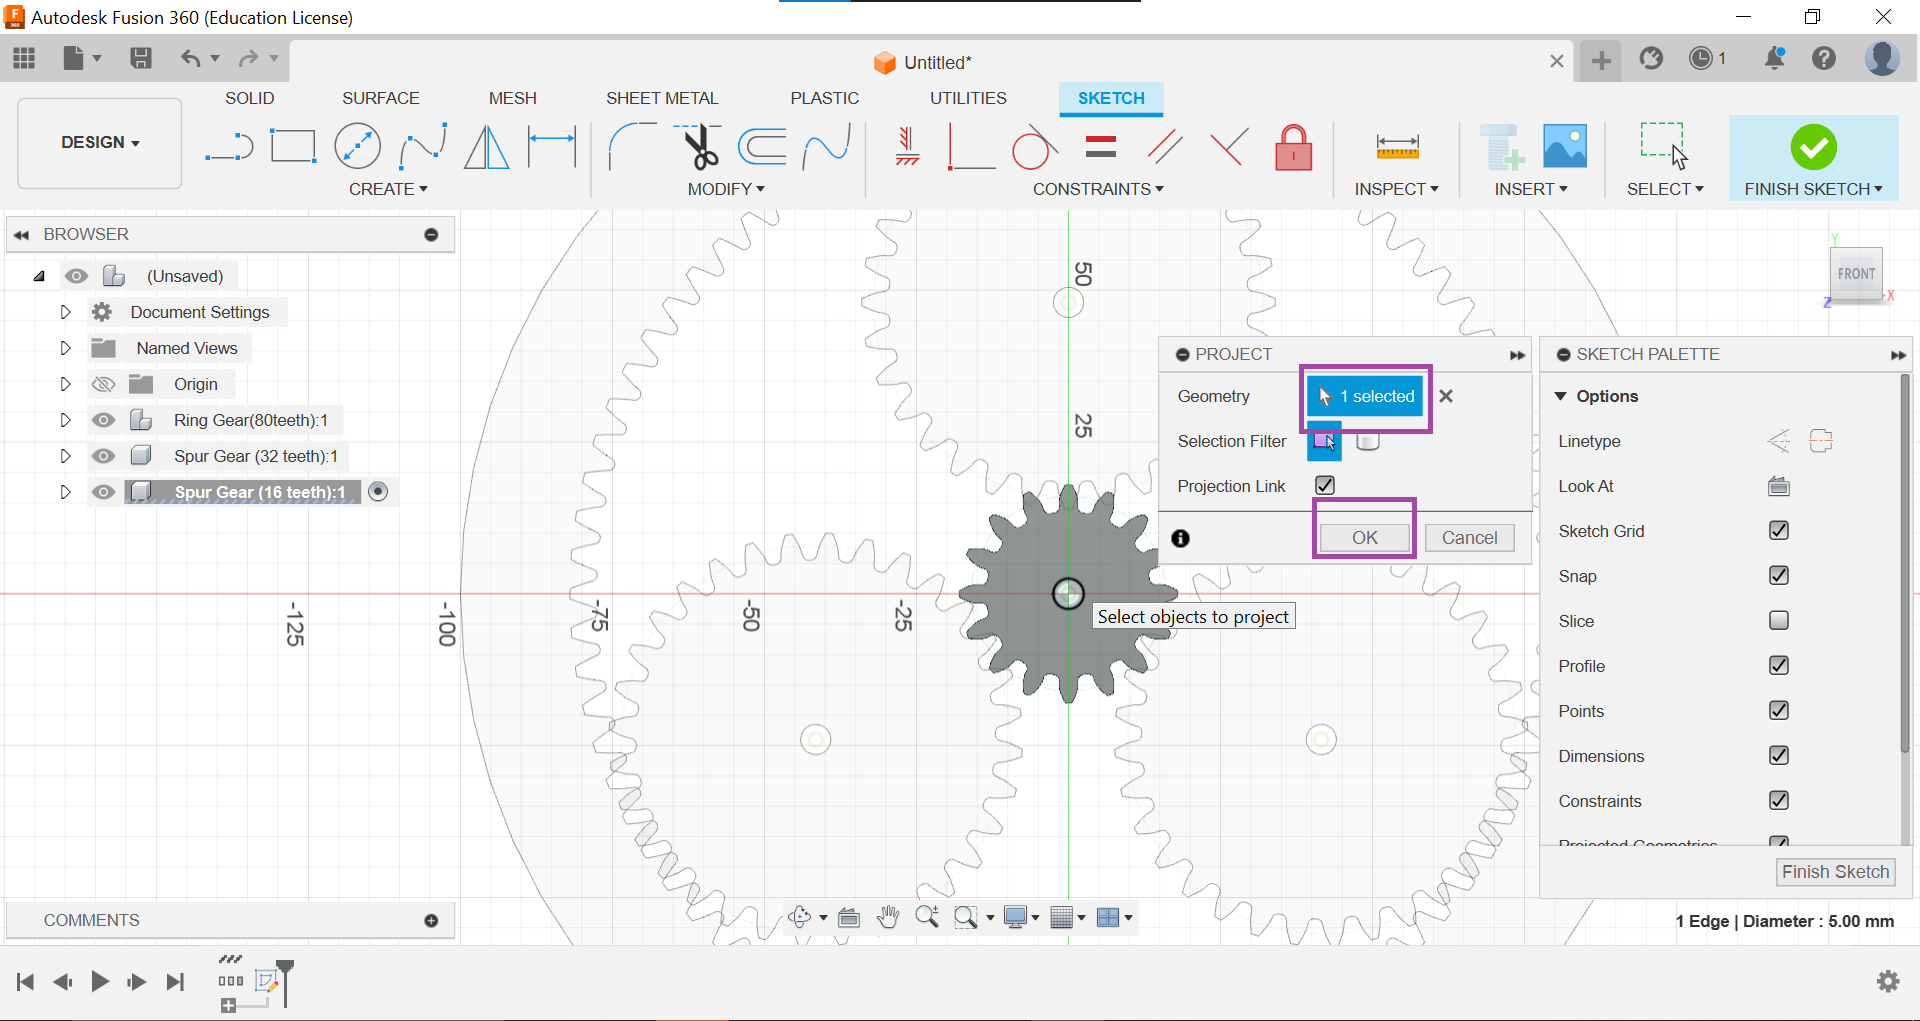 Autodesk Fusion 360 (Education License)
Untitled*
1
SOLID
SURFACE
MESH
SHEET METAL
PLASTIC
UTILITIES
SKETCH
DESIGN
CREATE
MODIFY
CONSTRAINTS
INSPECT
INSERT
SELECT
FINISH SKETCH
BROWSER
(Unsaved)
Document Settings
Named Views
Origin
Ring Gear(80teeth):1
Spur Gear (32 teeth):1
Spur Gear (16 teeth):1
50
25
-25
-50
-75
-100
-125
Y
FRONT
X
Z
PROJECT
Geometry
1 selected
Selection Filter
Projection Link
OK
Cancel
Select objects to project
SKETCH PALETTE
Options
Linetype
Look At
Sketch Grid
Snap
Slice
Profile
Points
Dimensions
Constraints
Projected Geometries
Finish Sketch
COMMENTS
1 Edge | Diameter : 5.00 mm